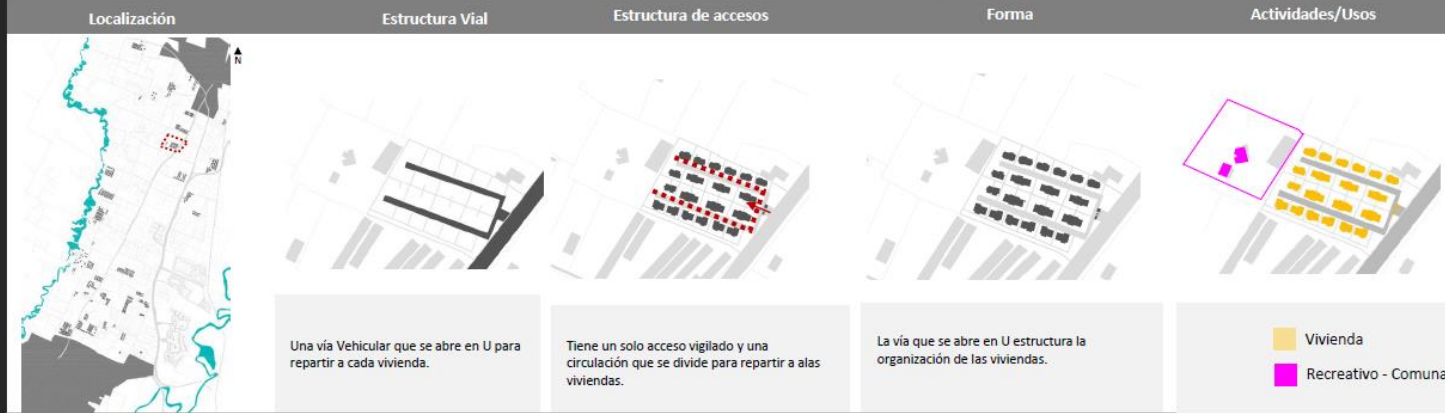 Localización
Estructura Vial
Estructura de accesos
Forma
Actividades/Usos
N
Una vía Vehicular que se abre en U para
repartir a cada vivienda.
Tiene un solo acceso vigilado y una
circulación que se divide para repartir a alas
viviendas.
La vía que se abre en U estructura la
organización de las viviendas.
Vivienda
Recreativo - Comuna